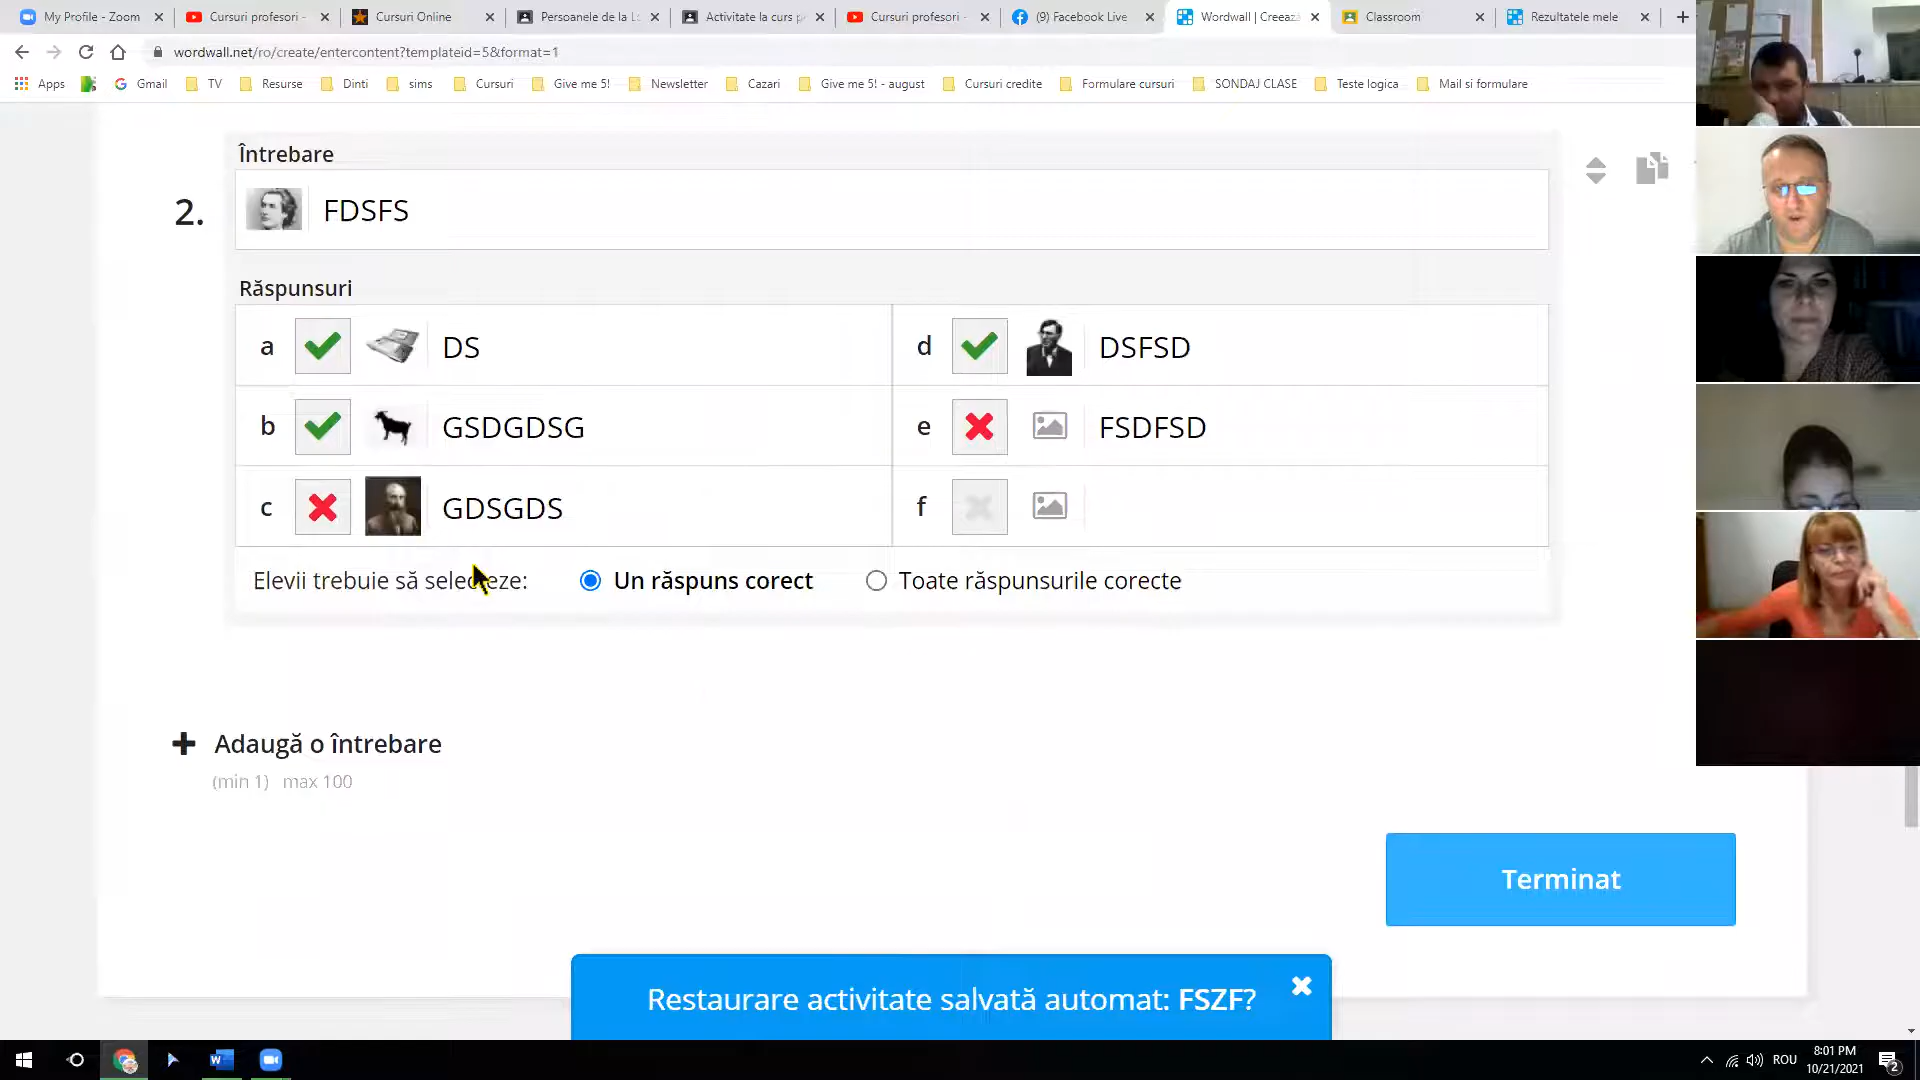 My Profile - Zoom
Cursuri profesori -
Cursuri Online
Persoanele de la L
Activitate la curs p
Cursuri profesori -
(9) Facebook Live
Wordwall | Creează
Classroom
Rezultatele mele
wordwall.net/ro/create/entercontent?templateid=5&format=1
Apps
Gmail
TV
Resurse
Dinti
sims
Cursuri
Give me 5!
Newsletter
Cazari
Give me 5! - august
Cursuri credite
Formulare cursuri
SONDAJ CLASE
Teste logica
Mail si formulare
Întrebare
2. FDSFS
Răspunsuri
a DS
b GSDGDSG
c GDSGDS
d DSFSD
e FSDFSD
f
Elevii trebuie să selecteze: Un răspuns corect Toate răspunsurile corecte
Adaugă o întrebare
(min 1) max 100
Terminat
Restaurare activitate salvată automat: FSZF?
ROU
8:01 PM
10/21/2021
2